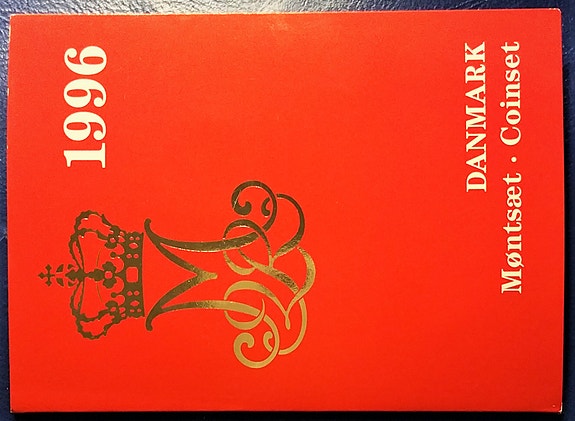 1996
DANMARK
Møntsæt · Coinset